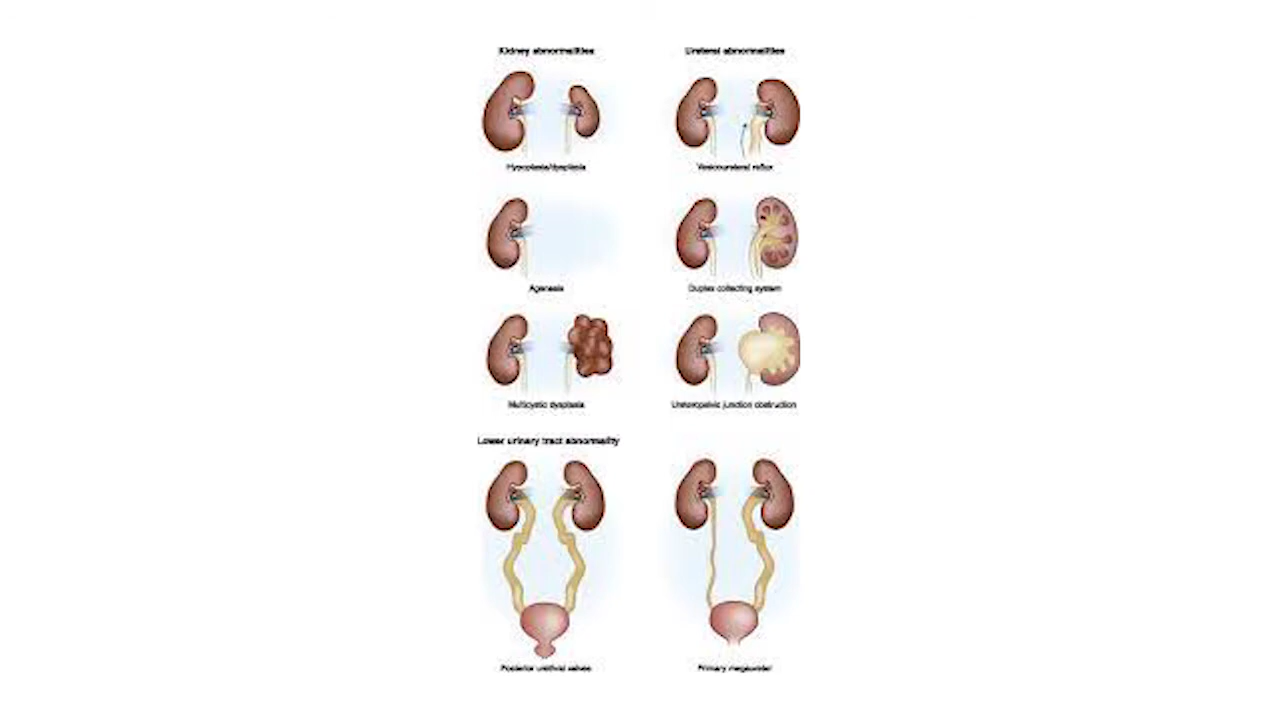 Kidney abnormalities
Ureteral abnormalities
Hypoplasia/dysplasia
Vesicoureteral reflux
Agenesis
Duplex collecting system
Multicystic dysplasia
Ureteropelvic junction obstruction
Lower urinary tract abnormality
Posterior urethral valves
Primary megaureter